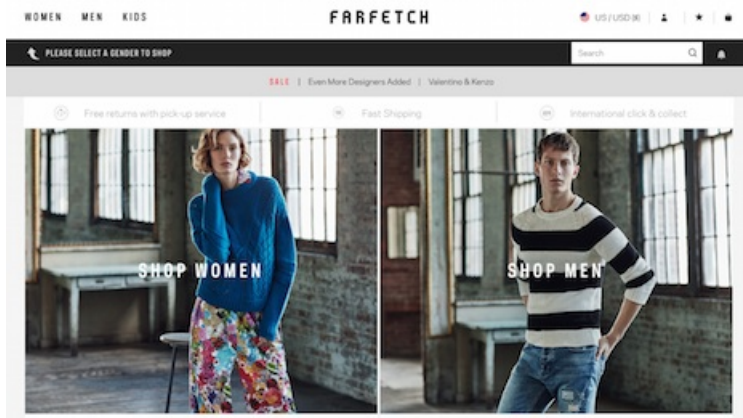 WOMEN MEN KIDS
FARFETCH
US / USD ($)
PLEASE SELECT A GENDER TO SHOP
Search
SALE | Even More Designers Added | Valentino & Kenzo
Free returns with pick-up service
Fast Shipping
International click & collect
SHOP WOMEN
SHOP MEN